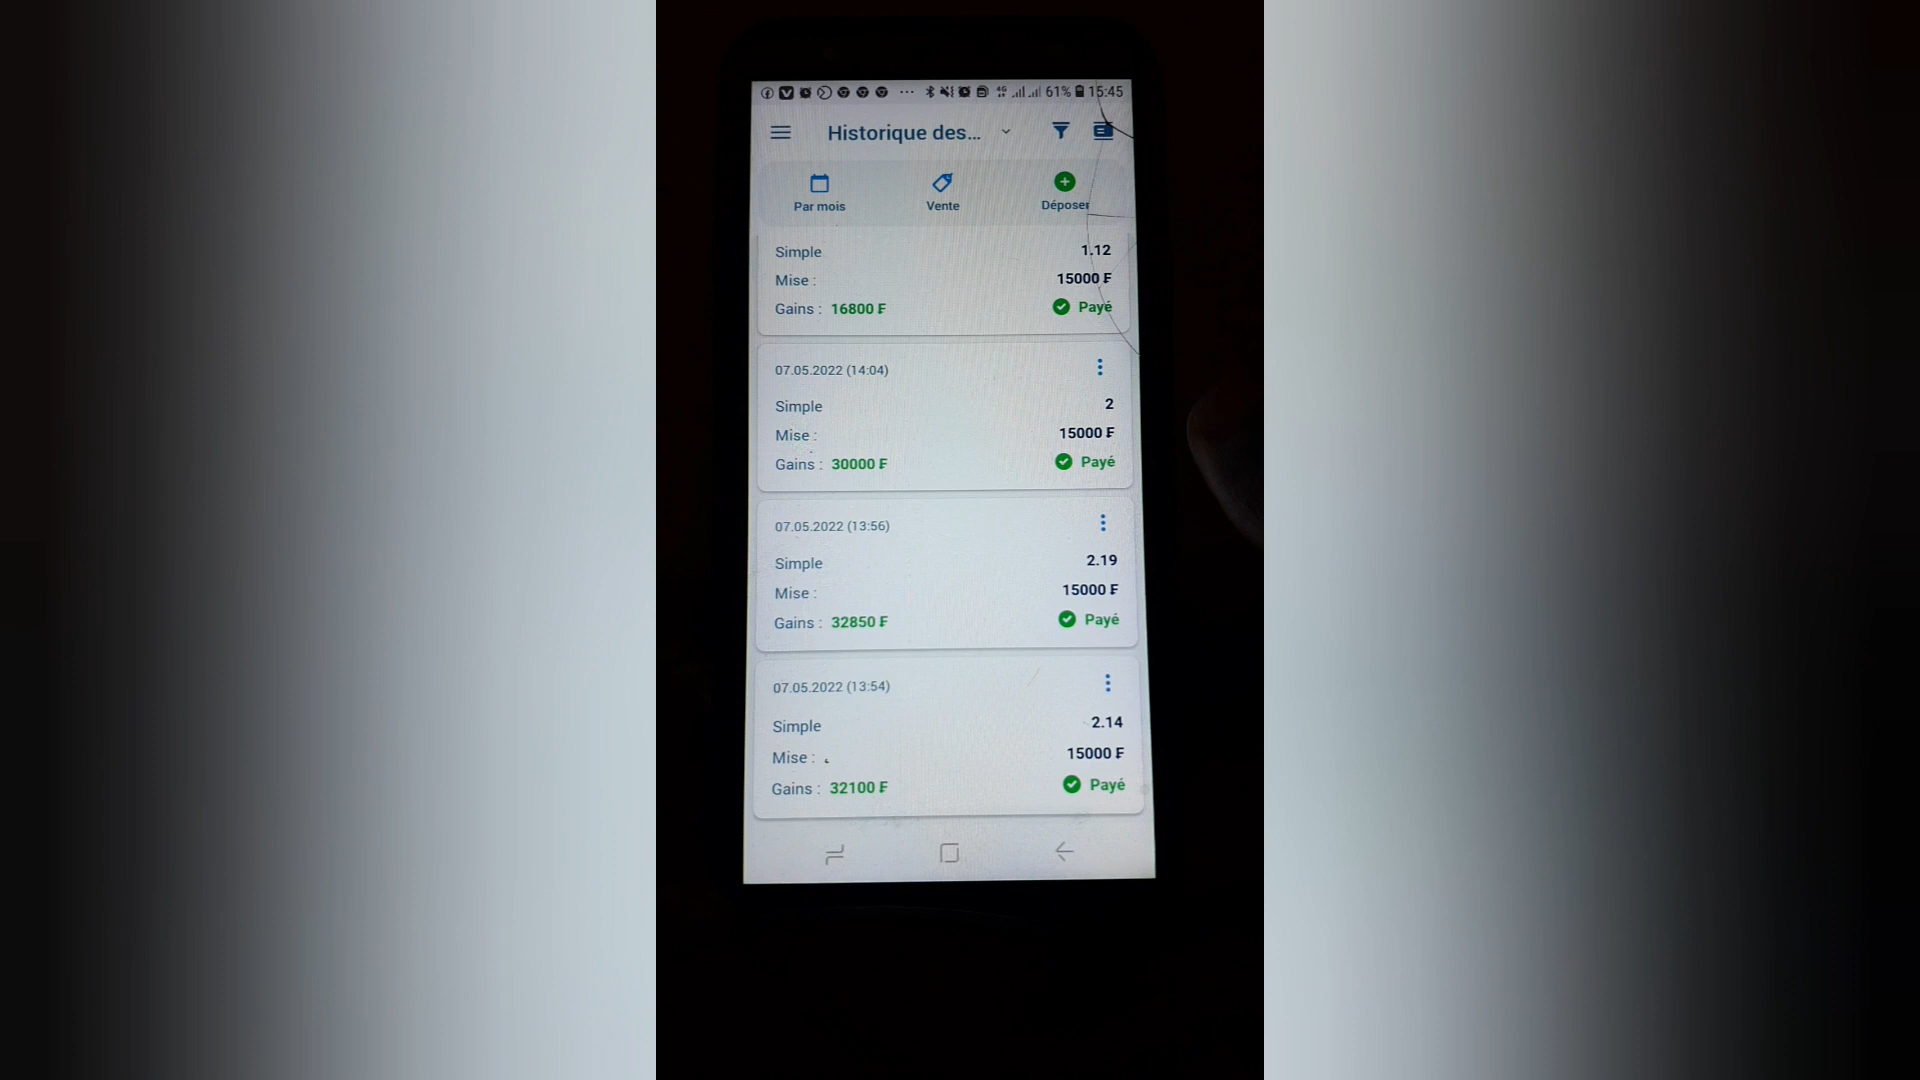 61% 15:45
Historique des...
Par mois Vente Déposer
Simple 1.12
Mise : 15000 ₣
Gains : 16800 ₣ Payé
07.05.2022 (14:04)
Simple 2
Mise : 15000 ₣
Gains : 30000 ₣ Payé
07.05.2022 (13:56)
Simple 2.19
Mise : 15000 ₣
Gains : 32850 ₣ Payé
07.05.2022 (13:54)
Simple 2.14
Mise : 15000 ₣
Gains : 32100 ₣ Payé